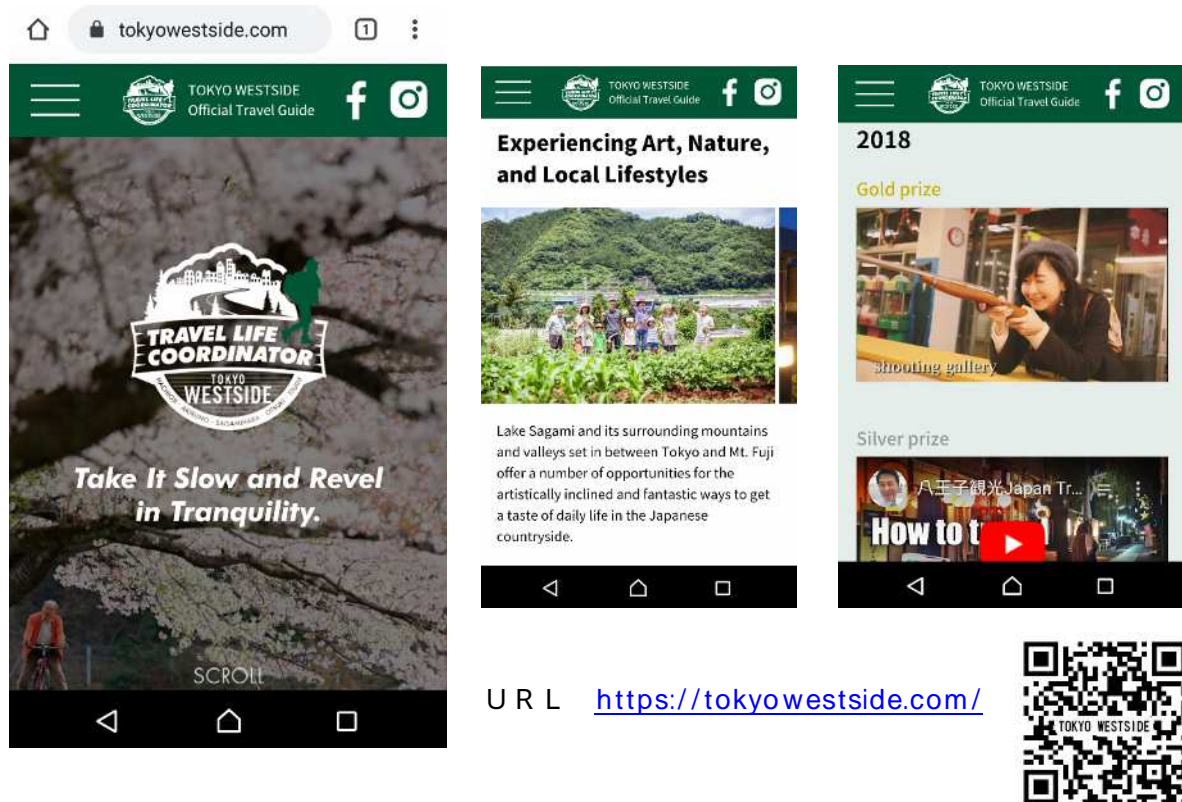 tokyowestside.com
1
TOKYO WESTSIDE
Official Travel Guide
TRAVEL LIFE
COORDINATOR
TOKYO
WESTSIDE
Take It Slow and Revel
in Tranquility.
SCROLL
TOKYO WESTSIDE
Official Travel Guide
Experiencing Art, Nature,
and Local Lifestyles
Lake Sagami and its surrounding mountains
and valleys set in between Tokyo and Mt. Fuji
offer a number of opportunities for the
artistically inclined and fantastic ways to get
a taste of daily life in the Japanese
countryside.
TOKYO WESTSIDE
Official Travel Guide
2018
Gold prize
shooting gallery
Silver prize
八王子観光Japan Tr...
How to
URL https://tokyowestside.com/
TOKYO WESTSIDE